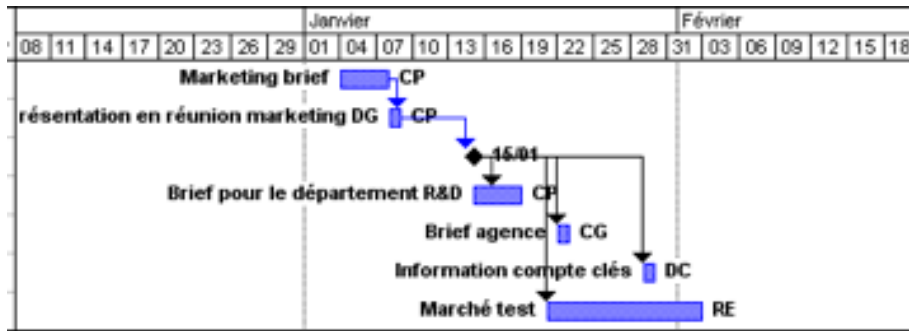 Janvier Février
08 11 14 17 20 23 26 29 01 04 07 10 13 16 19 22 25 28 31 03 06 09 12 15 18
Marketing brief CP
résentation en réunion marketing DG CP
15/01
Brief pour le département R&D CP
Brief agence CG
Information compte clés DC
Marché test RE